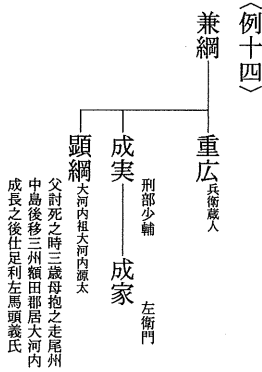 〈例十四〉
兼綱
重広
兵衛蔵人
成実
刑部少輔
成家
左衛門
顕綱
大河内祖大河内源太
父討死之時三歳母抱之走尾州
中島後移三州額田郡居大河内
成長之後仕足利左馬頭義氏